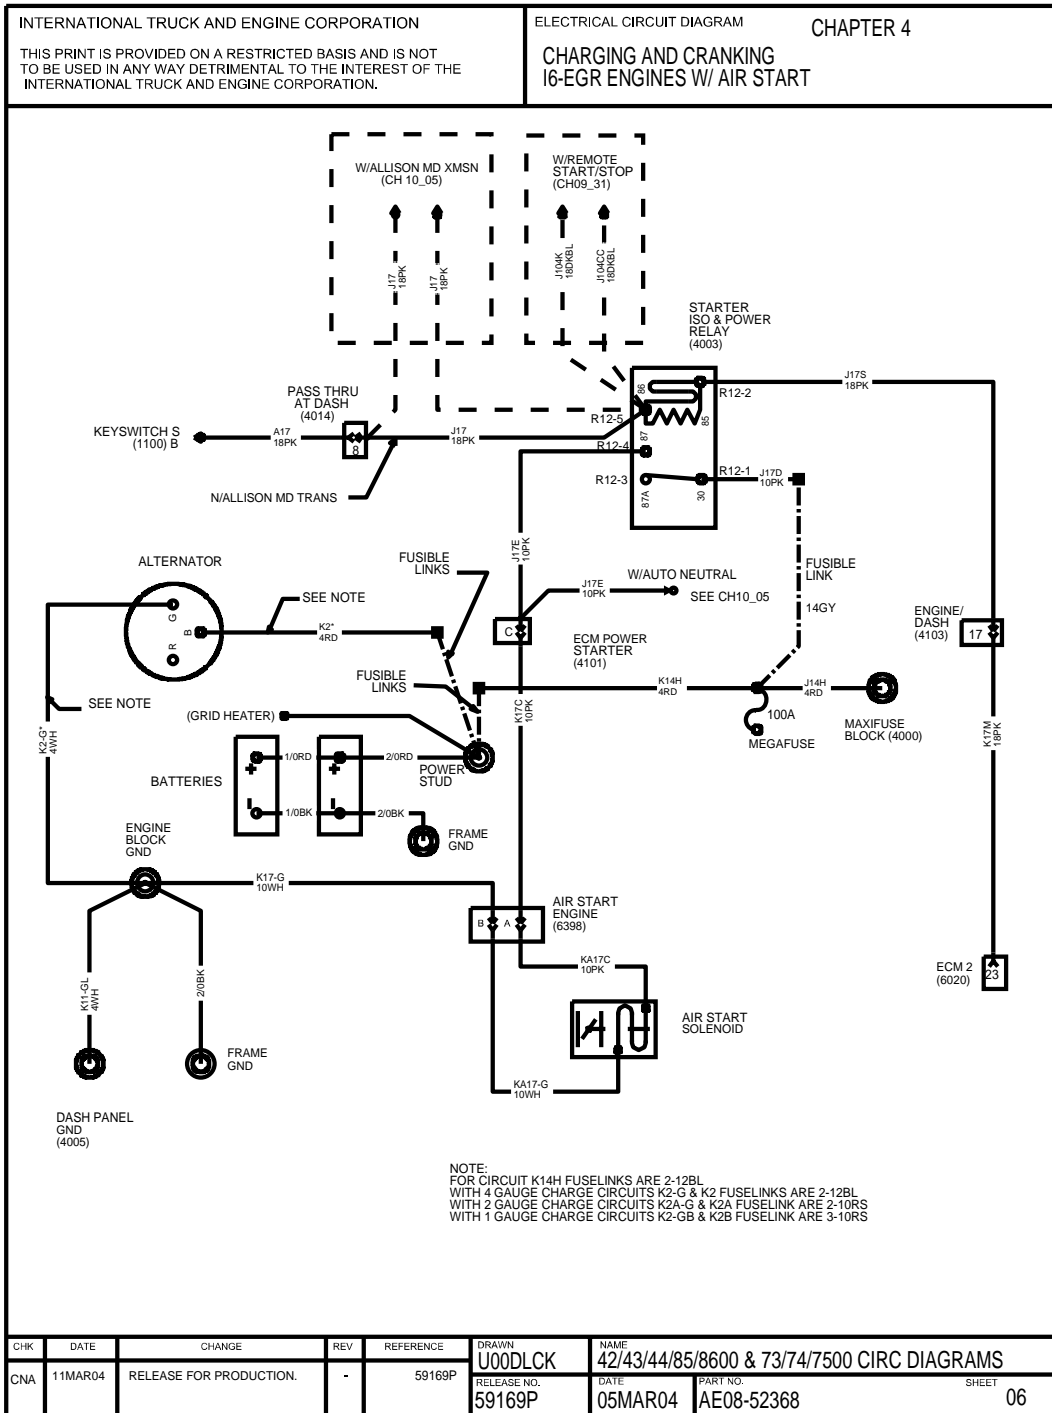 INTERNATIONAL TRUCK AND ENGINE CORPORATION
THIS PRINT IS PROVIDED ON A RESTRICTED BASIS AND IS NOT
TO BE USED IN ANY WAY DETRIMENTAL TO THE INTEREST OF THE
INTERNATIONAL TRUCK AND ENGINE CORPORATION.
ELECTRICAL CIRCUIT DIAGRAM
CHAPTER 4
CHARGING AND CRANKING
I6-EGR ENGINES W/ AIR START
W/ALLISON MD XMSN
(CH 10_05)
W/REMOTE
START/STOP
(CH09_31)
J17
18PK
J17
18PK
J104K
18DKBL
J104CC
18DKBL
STARTER
ISO & POWER
RELAY
(4003)
86
R12-2
J17S
18PK
PASS THRU
AT DASH
(4014)
R12-5
85
KEYSWITCH S
(1100) B
A17
18PK
8
J17
18PK
87
R12-4
R12-3
87A
30
R12-1
J17D
10PK
N/ALLISON MD TRANS
J17E
10PK
ALTERNATOR
FUSIBLE
LINKS
W/AUTO NEUTRAL
J17E
10PK
SEE CH10_05
FUSIBLE
LINK
14GY
SEE NOTE
G
B
R
K2*
4RD
C
ECM POWER
STARTER
(4101)
ENGINE/
DASH
(4103)
17
FUSIBLE
LINKS
K14H
4RD
J14H
4RD
SEE NOTE
(GRID HEATER)
K17C
10PK
100A
MEGAFUSE
MAXIFUSE
BLOCK (4000)
K2-G*
4WH
K17M
18PK
BATTERIES
+
1/0RD
+
2/0RD
POWER
STUD
-
1/0BK
-
2/0BK
FRAME
GND
ENGINE
BLOCK
GND
K17-G
10WH
AIR START
ENGINE
(6398)
B
A
K11-GL
4WH
2/0BK
KA17C
10PK
ECM 2
(6020)
23
AIR START
SOLENOID
FRAME
GND
KA17-G
10WH
DASH PANEL
GND
(4005)
NOTE:
FOR CIRCUIT K14H FUSELINKS ARE 2-12BL
WITH 4 GAUGE CHARGE CIRCUITS K2-G & K2 FUSELINKS ARE 2-12BL
WITH 2 GAUGE CHARGE CIRCUITS K2A-G & K2A FUSELINK ARE 2-10RS
WITH 1 GAUGE CHARGE CIRCUITS K2-GB & K2B FUSELINK ARE 3-10RS
CHK DATE CHANGE REV REFERENCE
CNA 11MAR04 RELEASE FOR PRODUCTION. - 59169P
DRAWN
U00DLCK
RELEASE NO.
59169P
NAME
42/43/44/85/8600 & 73/74/7500 CIRC DIAGRAMS
DATE
05MAR04
PART NO.
AE08-52368
SHEET
06